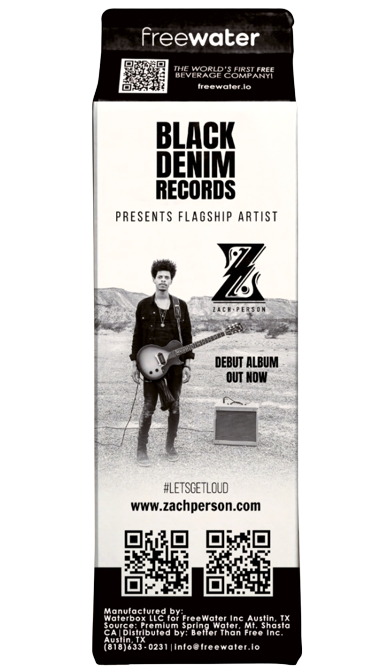 freewater
THE WORLD'S FIRST FREE
BEVERAGE COMPANY!
freewater.io
BLACK
DENIM
RECORDS
PRESENTS FLAGSHIP ARTIST
Z
ZACH•PERSON
DEBUT ALBUM
OUT NOW
#LETSGETLOUD
www.zachperson.com
Manufactured by:
Waterbox LLC for FreeWater Inc Austin, TX
Source: Premium Spring Water, Mt. Shasta
CA|Distributed by: Better Than Free Inc.
Austin, TX
(818)633-0231|info@freewater.io